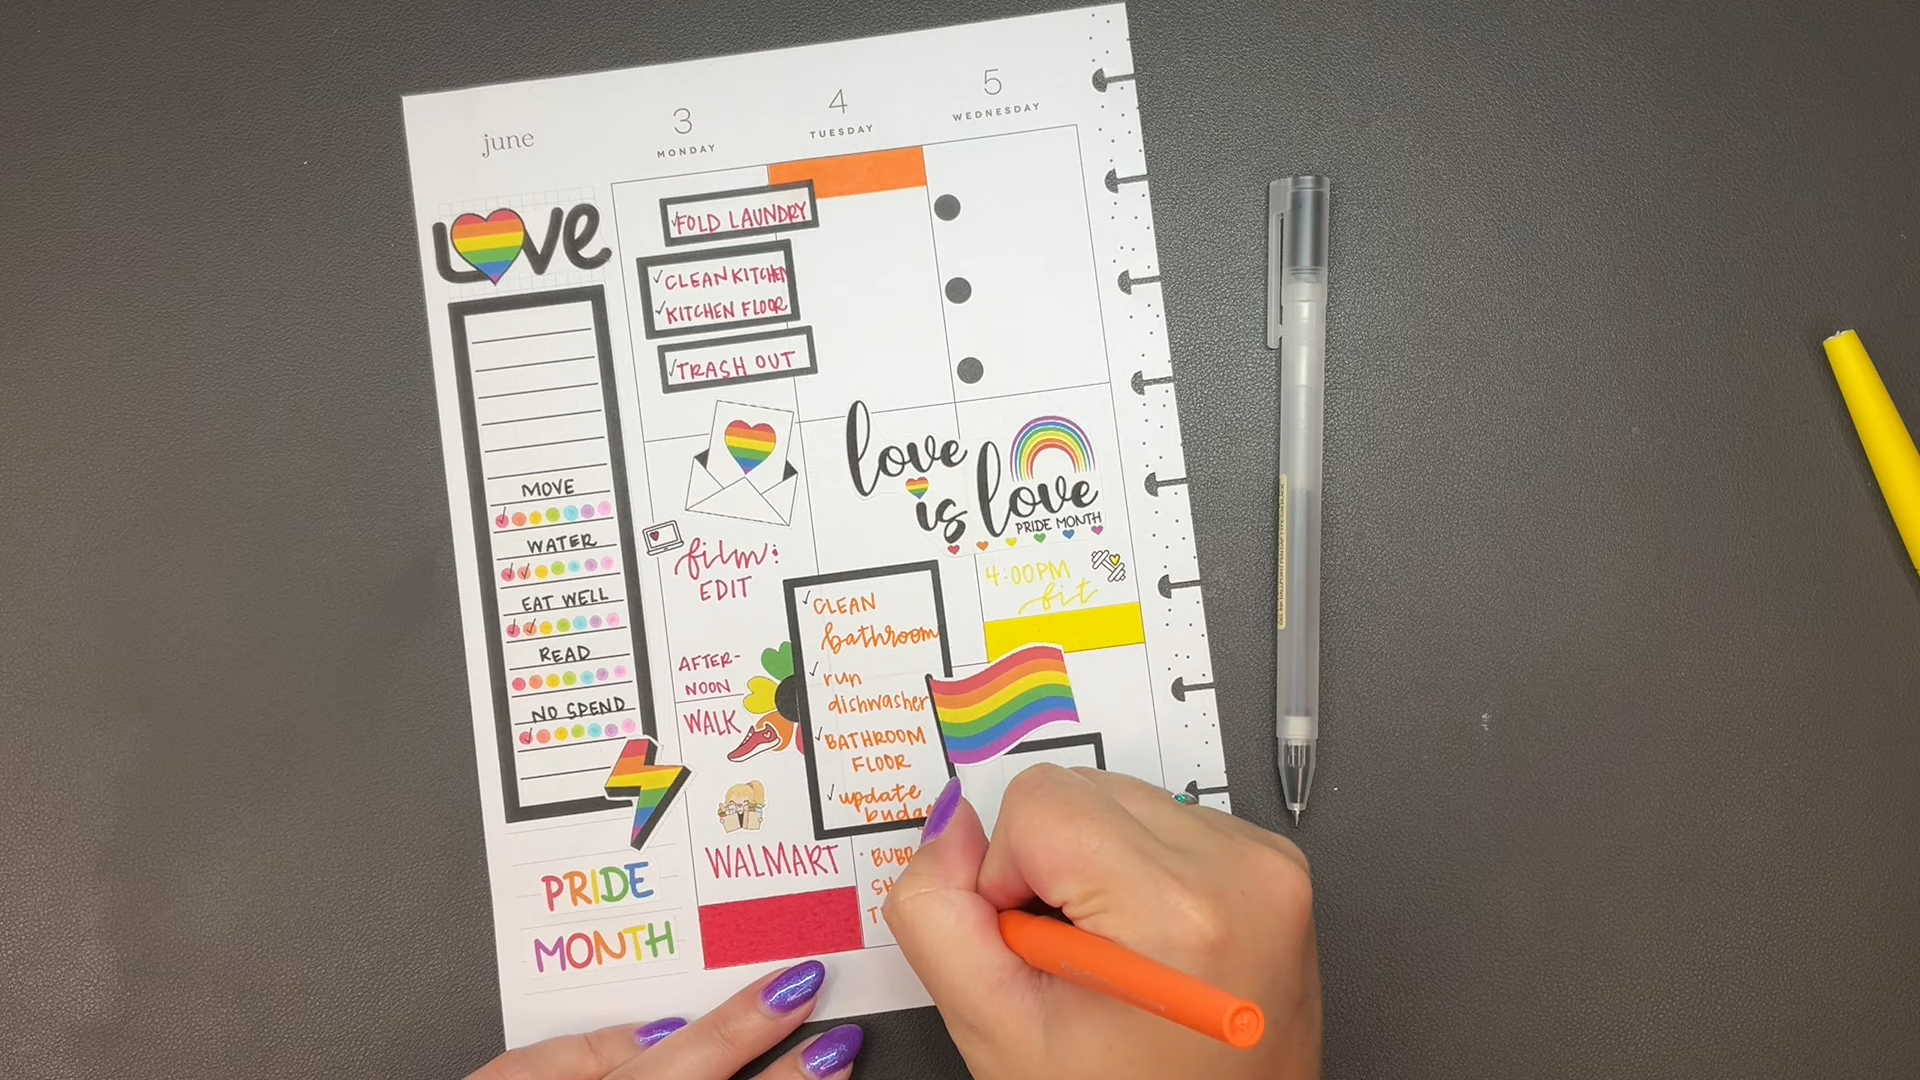 june
3
MONDAY
4
TUESDAY
5
WEDNESDAY
LOVE
MOVE
WATER
EAT WELL
READ
NO SPEND
PRIDE
MONTH
FOLD LAUNDRY
CLEAN KITCHEN
KITCHEN FLOOR
TRASH OUT
film:
EDIT
AFTER-
NOON
WALK
WALMART
love
is love
PRIDE MONTH
CLEAN
bathroom
run
dishwasher
BATHROOM
FLOOR
update
4:00PM
fit